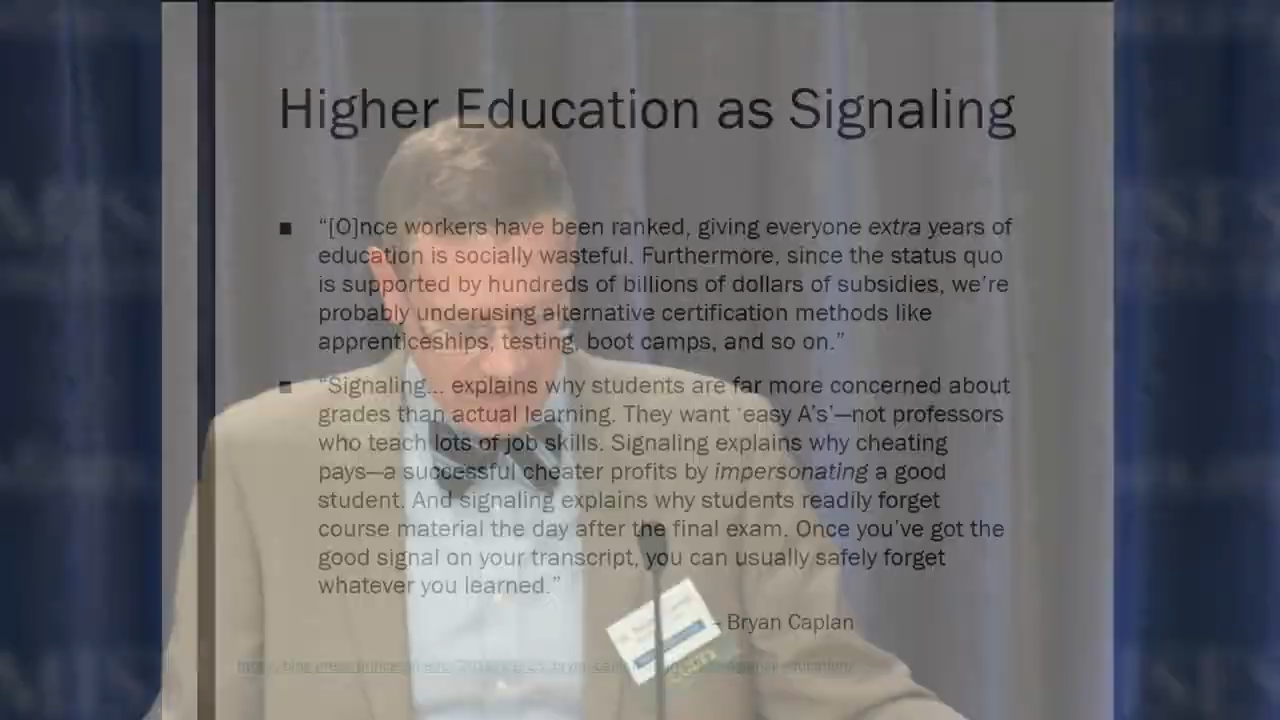 Higher Education as Signaling
■ “[O]nce workers have been ranked, giving everyone extra years of
education is socially wasteful. Furthermore, since the status quo
is supported by hundreds of billions of dollars of subsidies, we’re
probably underusing alternative certification methods like
apprenticeships, testing, boot camps, and so on.”
■ “Signaling... explains why students are far more concerned about
grades than actual learning. They want ‘easy A’s’—not professors
who teach lots of job skills. Signaling explains why cheating
pays—a successful cheater profits by impersonating a good
student. And signaling explains why students readily forget
course material the day after the final exam. Once you’ve got the
good signal on your transcript, you can usually safely forget
whatever you learned.”
– Bryan Caplan